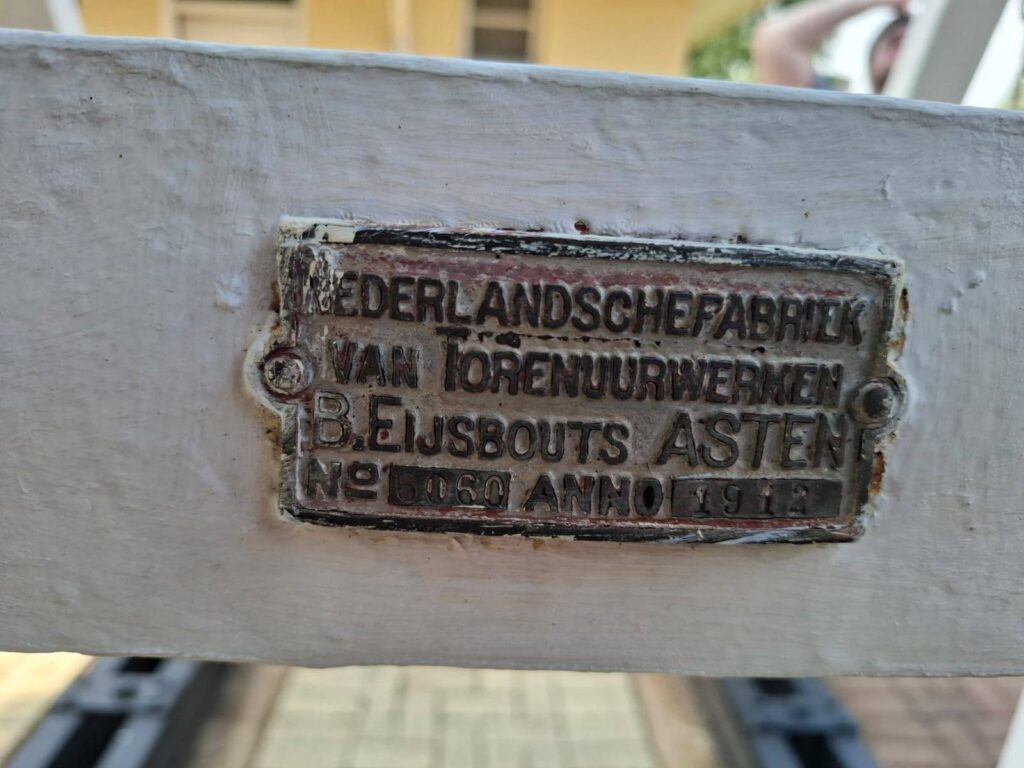 NEDERLANDSCHEFABRIEK
VAN TORENUURWERKEN
B.EIJSBOUTS ASTEN
No 6060 ANNO 1912